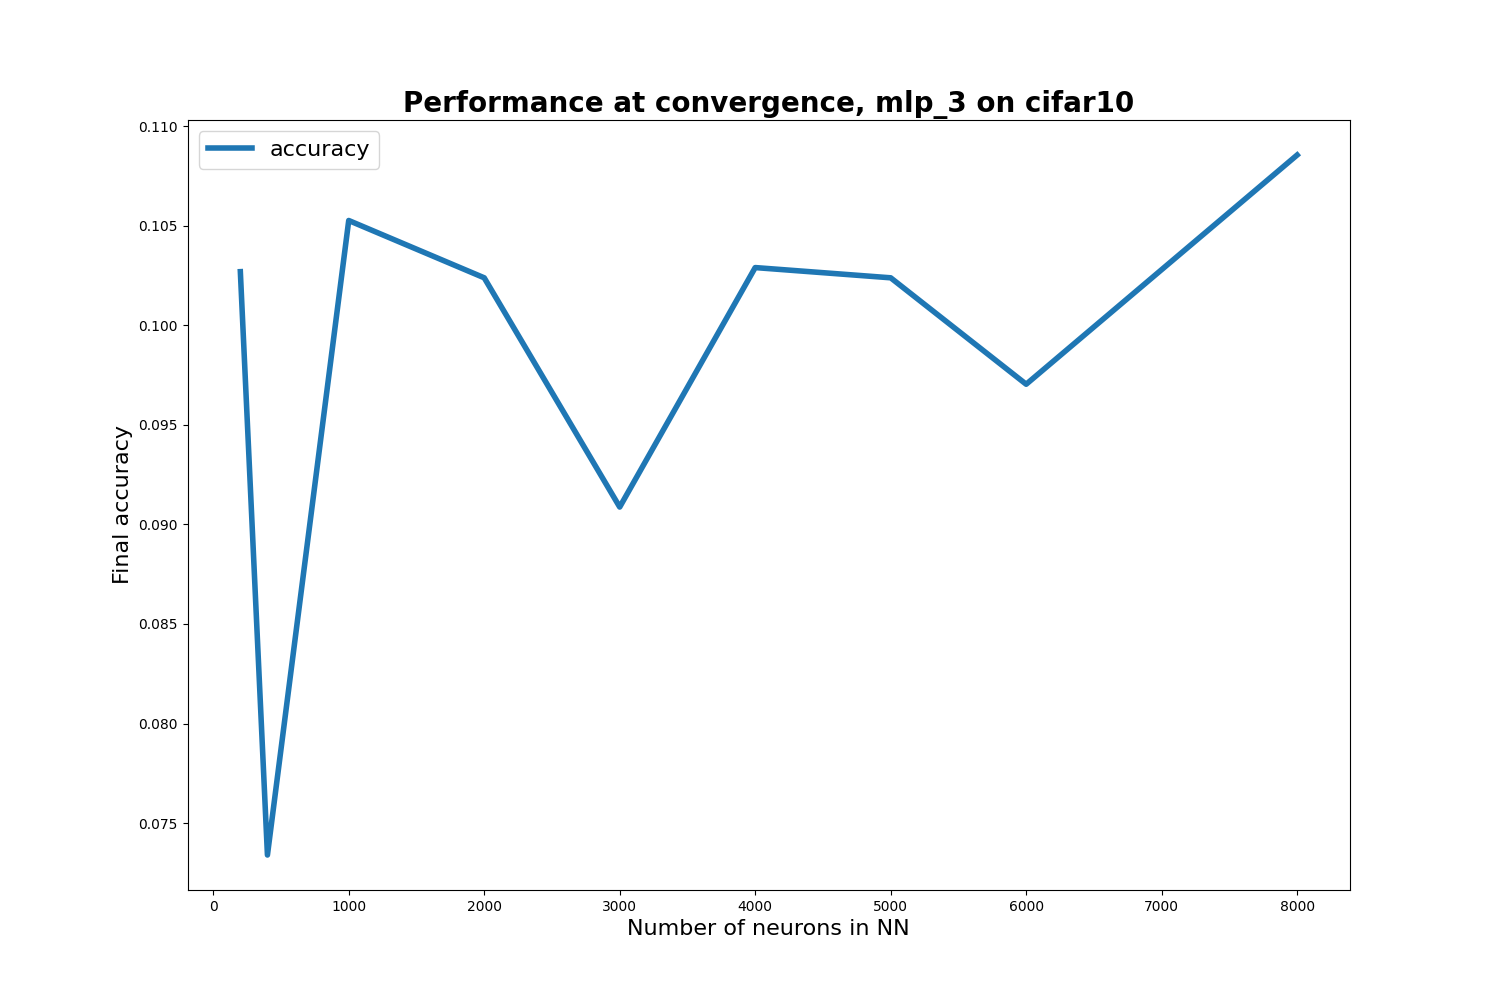 Performance at convergence, mlp_3 on cifar10
accuracy
Final accuracy
0.110
0.105
0.100
0.095
0.090
0.085
0.080
0.075
0 1000 2000 3000 4000 5000 6000 7000 8000
Number of neurons in NN